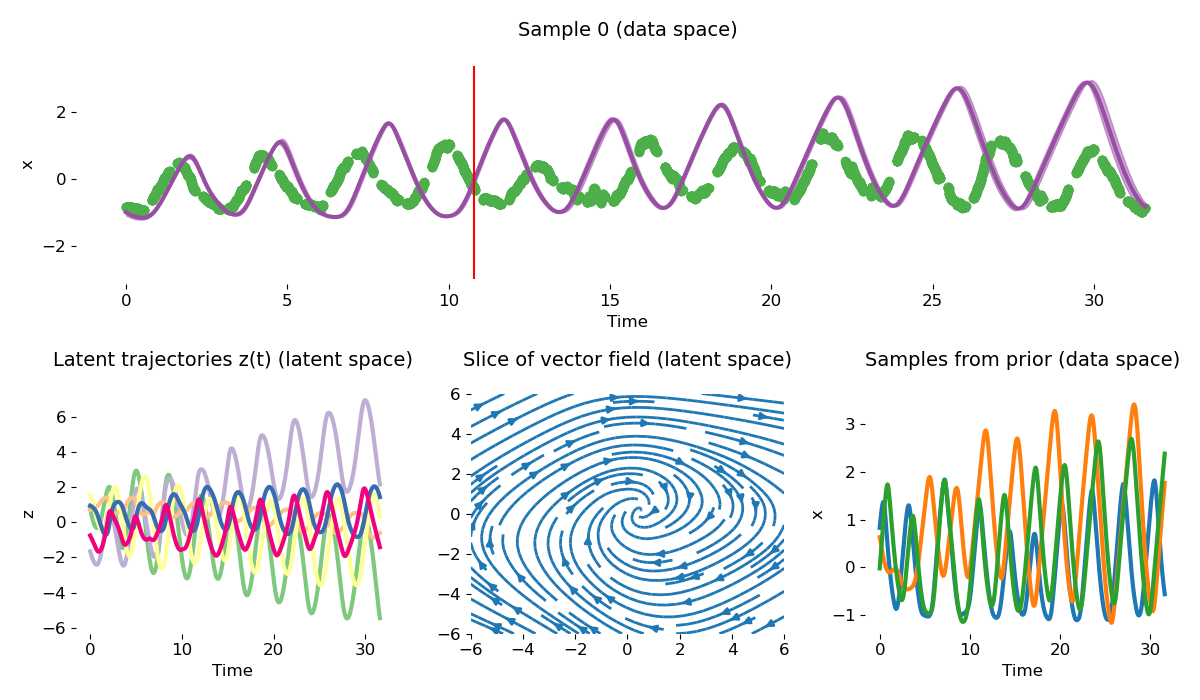 Sample 0 (data space)
2
0
−2
x
0 5 10 15 20 25 30
Time
Latent trajectories z(t) (latent space)
6
4
2
0
−2
−4
−6
z
0 10 20 30
Time
Slice of vector field (latent space)
6
4
2
0
−2
−4
−6
−6 −4 −2 0 2 4 6
Samples from prior (data space)
3
2
1
0
−1
x
0 10 20 30
Time